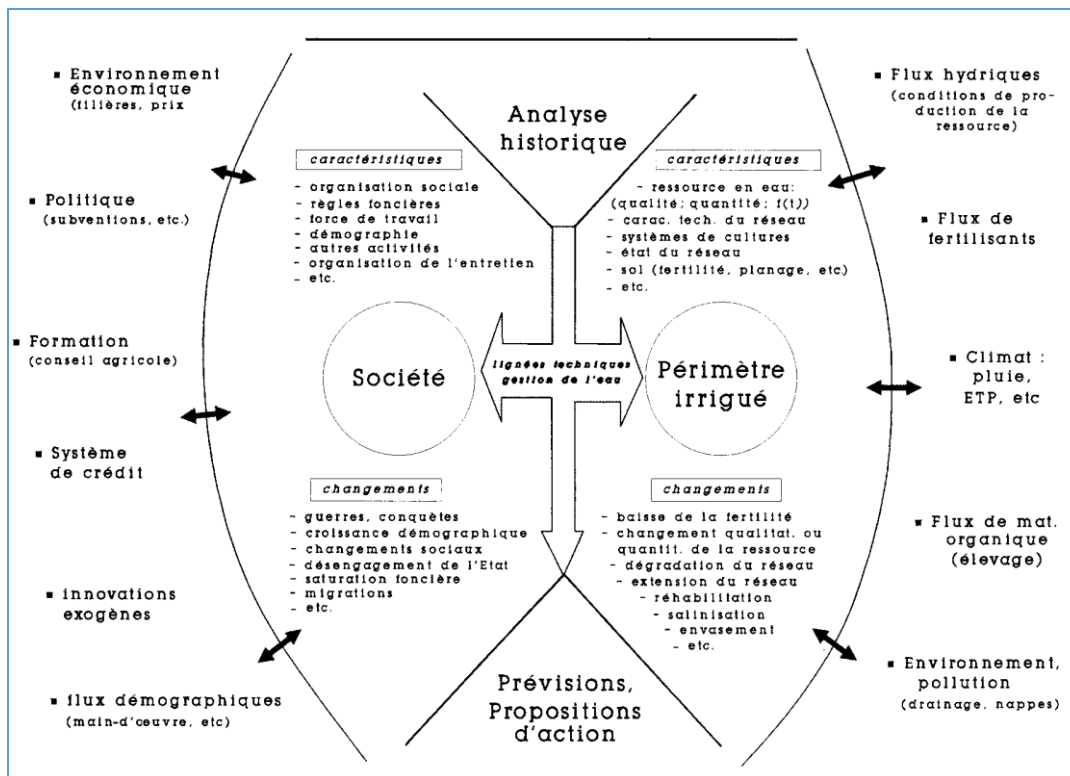 ▪ Environnement
économique
(filières, prix
▪ Politique
(subventions, etc.)
▪ Formation
(conseil agricole)
▪ Système
de crédit
▪ innovations
exogènes
▪ flux démographiques
(main-d'œuvre, etc)
Analyse
historique
caractéristiques
- organisation sociale
- règles foncières
- force de travail
- démographie
- autres activités
- organisation de l'entretien
- etc.
Société
changements
- guerres, conquètes
- croissance démographique
- changements sociaux
- désengagement de l'Etat
- saturation foncière
- migrations
- etc.
lignées techniques
gestion de l'eau
caractéristiques
- ressource en eau:
(qualité; quantité; f(t))
- carac. tech. du réseau
- systèmes de cultures
- état du réseau
- sol (fertilité, planage, etc.)
- etc.
Périmètre
irrigué
changements
- baisse de la fertilité
- changement qualitat. ou
quantit. de la ressource
- dégradation du réseau
- extension du réseau
- réhabilitation
- salinisation
- envasement
- etc.
Prévisions,
Propositions
d'action
▪ Flux hydriques
(conditions de pro-
duction de la
ressource)
▪ Flux de
fertilisants
▪ Climat :
pluie,
ETP, etc
▪ Flux de mat.
organique
(élevage)
▪ Environnement,
pollution
(drainage, nappes)